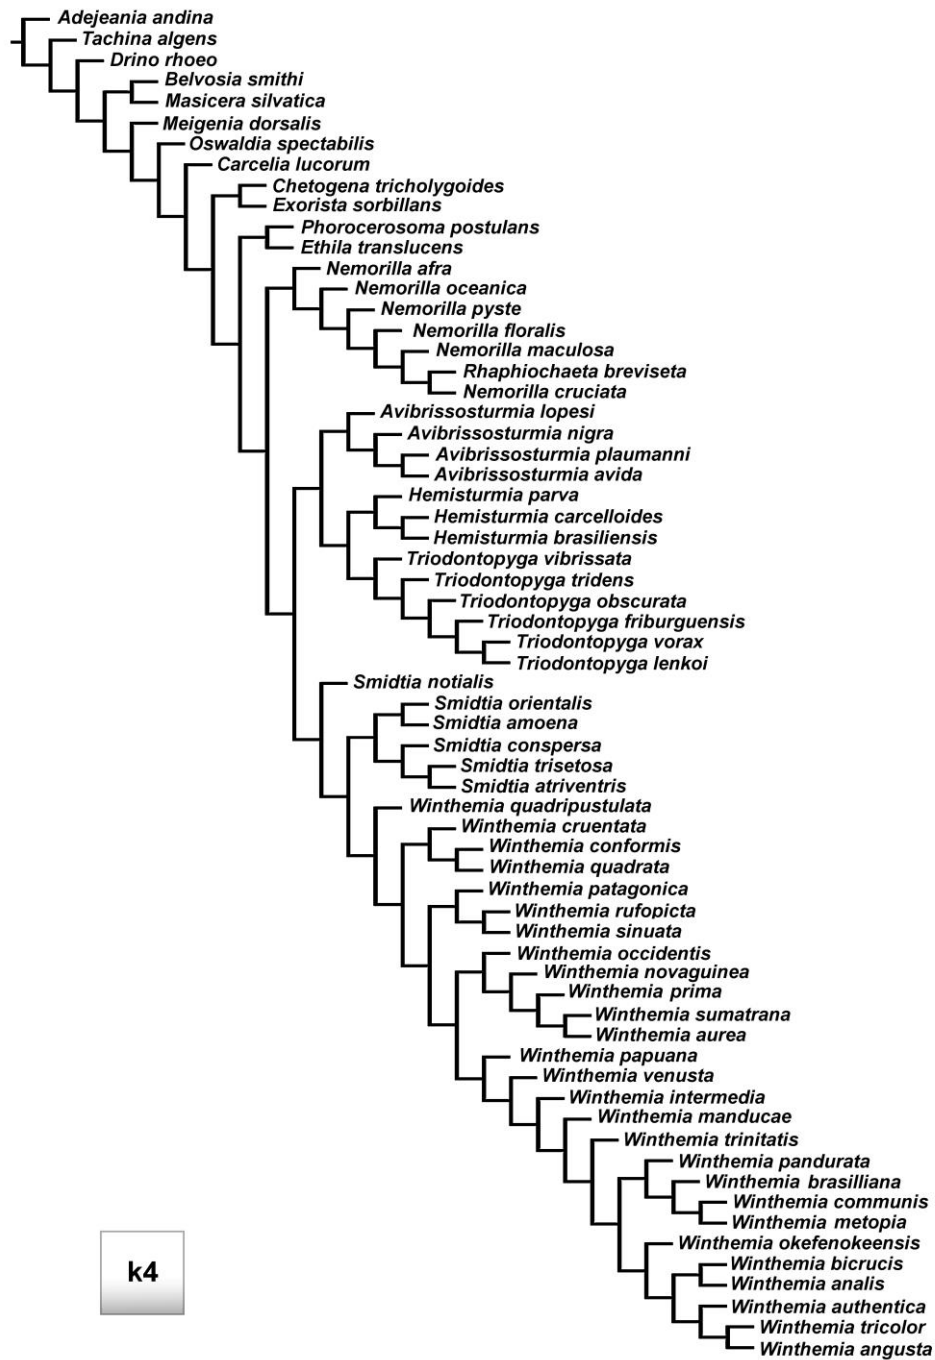 Adejeania andina
Tachina algens
Drino rhoeo
Belvosia smithi
Masicera silvatica
Meigenia dorsalis
Oswaldia spectabilis
Carcelia lucorum
Chetogena tricholygoides
Exorista sorbillans
Phorocerosoma postulans
Ethila translucens
Nemorilla afra
Nemorilla oceanica
Nemorilla pyste
Nemorilla floralis
Nemorilla maculosa
Rhaphiochaeta breviseta
Nemorilla cruciata
Avibrissosturmia lopesi
Avibrissosturmia nigra
Avibrissosturmia plaumanni
Avibrissosturmia avida
Hemisturmia parva
Hemisturmia carcelloides
Hemisturmia brasiliensis
Triodontopyga vibrissata
Triodontopyga tridens
Triodontopyga obscurata
Triodontopyga friburguensis
Triodontopyga vorax
Triodontopyga lenkoi
Smidtia notialis
Smidtia orientalis
Smidtia amoena
Smidtia conspersa
Smidtia trisetosa
Smidtia atriventris
Winthemia quadripustulata
Winthemia cruentata
Winthemia conformis
Winthemia quadrata
Winthemia patagonica
Winthemia rufopicta
Winthemia sinuata
Winthemia occidentis
Winthemia novaguinea
Winthemia prima
Winthemia sumatrana
Winthemia aurea
Winthemia papuana
Winthemia venusta
Winthemia intermedia
Winthemia manducae
Winthemia trinitatis
Winthemia pandurata
Winthemia brasilliana
Winthemia communis
Winthemia metopia
Winthemia okefenokeensis
Winthemia bicrucis
Winthemia analis
Winthemia authentica
Winthemia tricolor
Winthemia angusta
k4